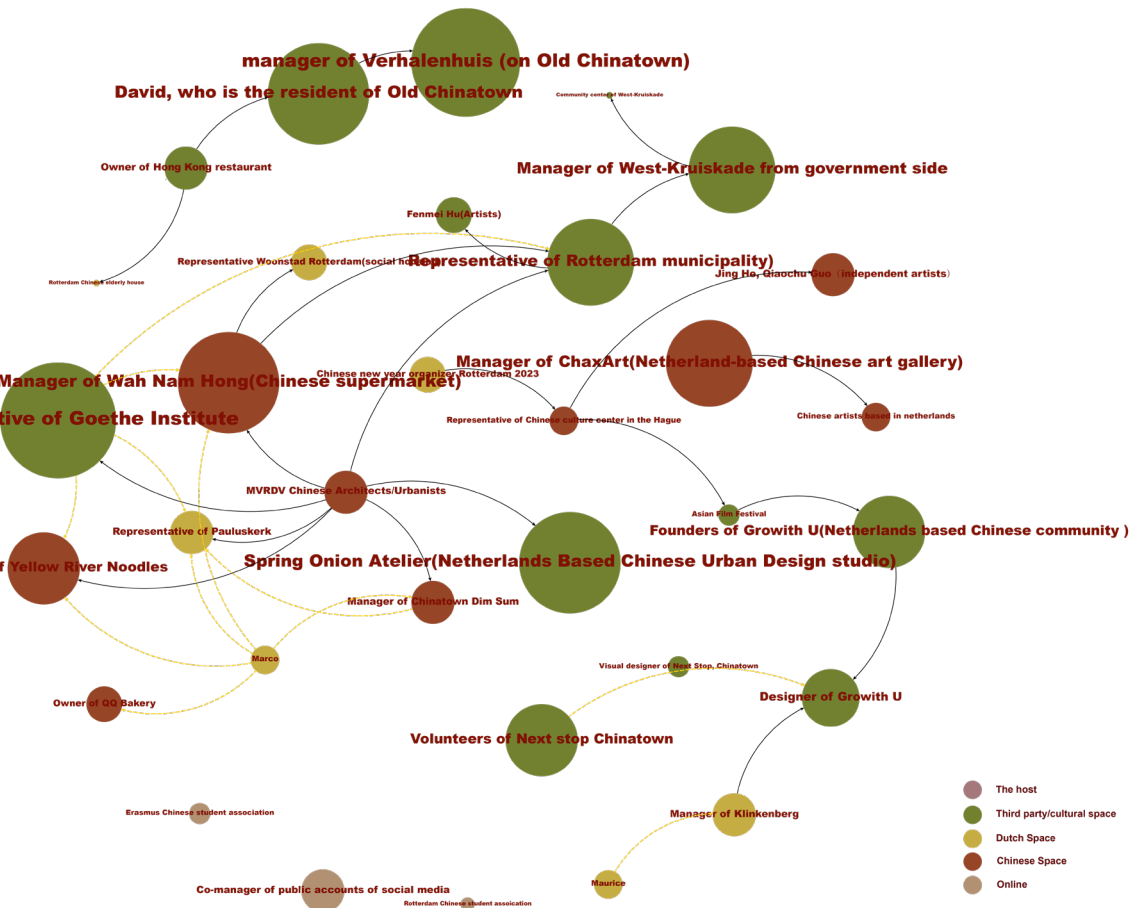 manager of Verhalenhuis (on Old Chinatown)
David, who is the resident of Old Chinatown
Community center of West-Kruiskade
Owner of Hong Kong restaurant
Manager of West-Kruiskade from government side
Fenmei Hu(Artists)
Representative Woonstad Rotterdam(social housing
Representative of Rotterdam municipality)
Jing He, Qiaochu Guo（independent artists）
Rotterdam Chinese elderly house
Manager of ChaxArt(Netherland-based Chinese art gallery)
Chinese new year organizer Rotterdam 2023
Manager of Wah Nam Hong(Chinese supermarket)
tive of Goethe Institute
Representative of Chinese culture center in the Hague
Chinese artists based in netherlands
MVRDV Chinese Architects/Urbanists
Asian Film Festival
Representative of Pauluskerk
Founders of Growth U(Netherlands based Chinese community )
Spring Onion Atelier(Netherlands Based Chinese Urban Design studio)
f Yellow River Noodles
Manager of Chinatown Dim Sum
Marco
Visual designer of Next Stop, Chinatown
Designer of Growith U
Owner of QQ Bakery
Volunteers of Next stop Chinatown
The host
Erasmus Chinese student association
Manager of Klinkenberg
Third party/cultural space
Dutch Space
Chinese Space
Maurice
Online
Co-manager of public accounts of social media
Rotterdam Chinese student assoication